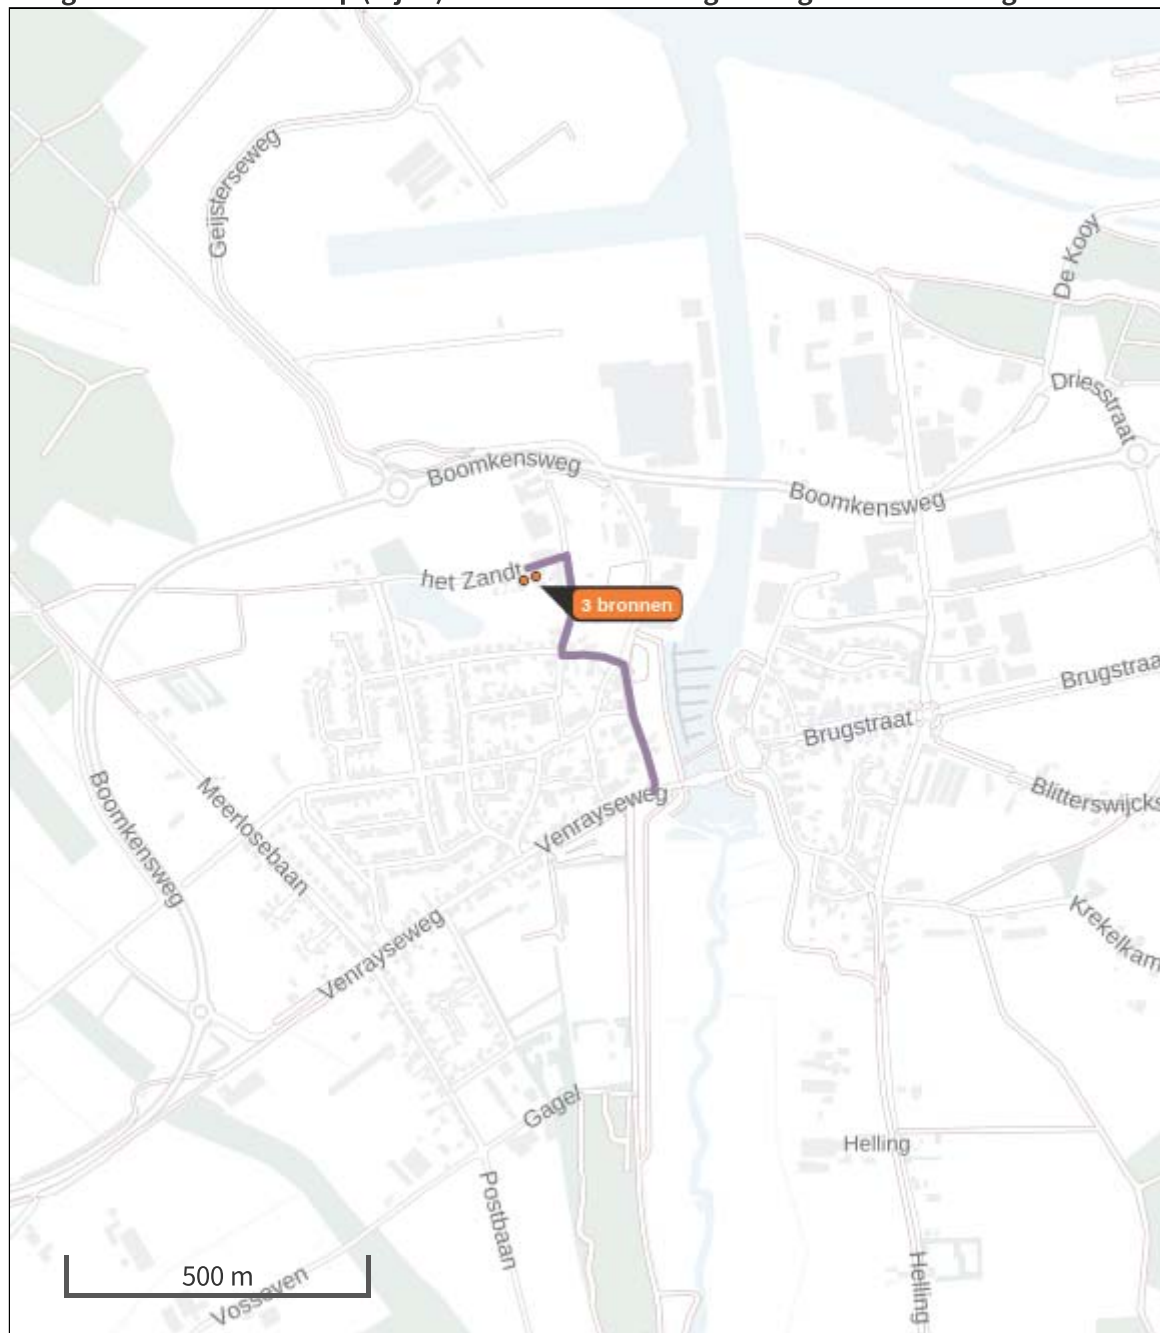 Geijsterseweg
De Kooy
Driesstraat
Boomkensweg
Boomkensweg
het Zandt
3 bronnen
Brugstraa
Brugstraat
Boomkensweg
Meerlosebaan
Venrayseweg
Blitterswijcks
Venrayseweg
Krekelkam
Gagel
Helling
Postbaan
Helling
500 m
Vosseven